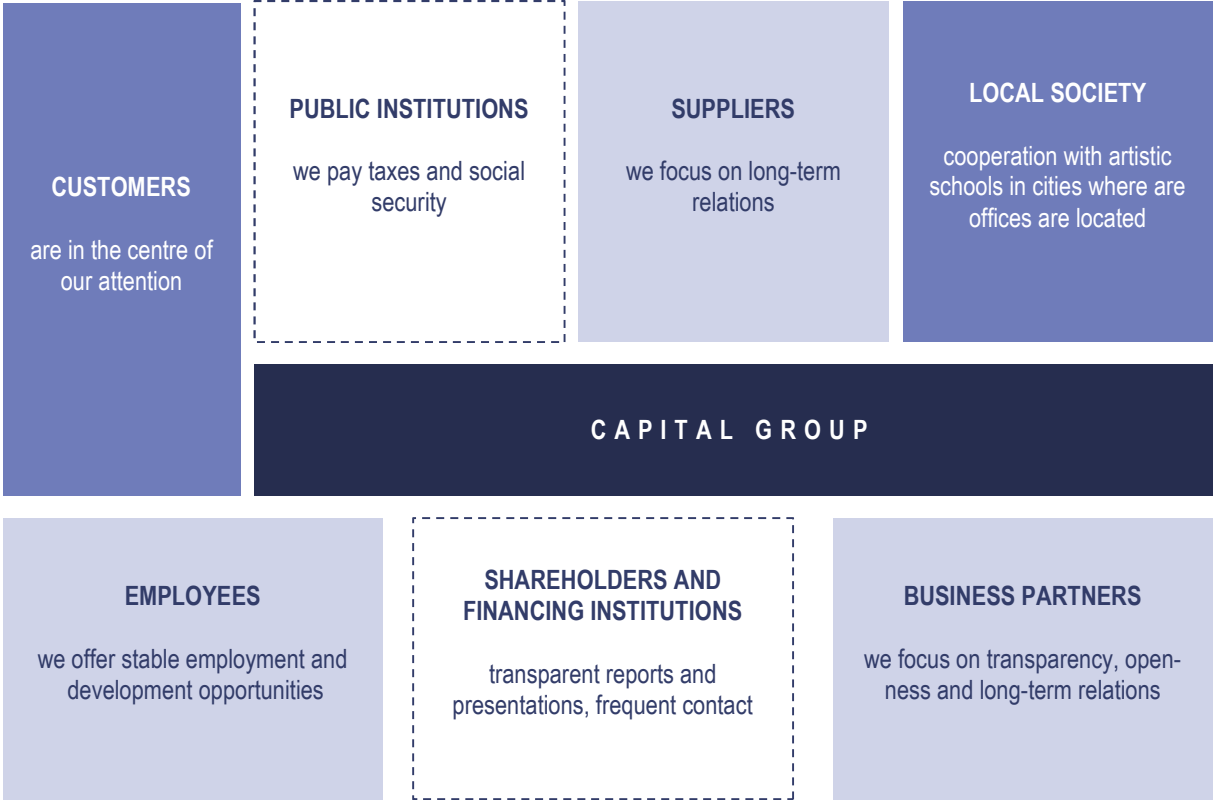 CUSTOMERS
are in the centre of
our attention
PUBLIC INSTITUTIONS
we pay taxes and social
security
SUPPLIERS
we focus on long-term
relations
LOCAL SOCIETY
cooperation with artistic
schools in cities where are
offices are located
CAPITAL GROUP
EMPLOYEES
we offer stable employment and
development opportunities
SHAREHOLDERS AND
FINANCING INSTITUTIONS
transparent reports and
presentations, frequent contact
BUSINESS PARTNERS
we focus on transparency, open-
ness and long-term relations